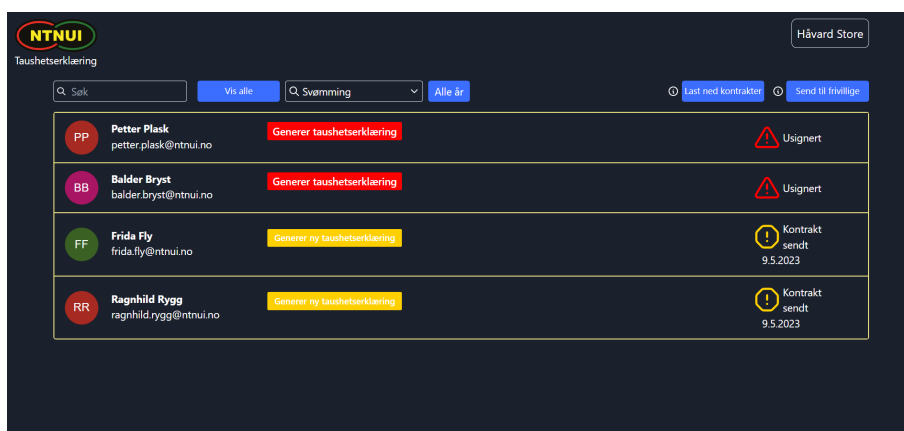 NTNUI
Taushetserklæring
Håvard Store
Søk
Vis alle
Svømming
Alle år
Last ned kontrakter
Send til frivillige
PP
Petter Plask
petter.plask@ntnui.no
Generer taushetserklæring
Usignert
BB
Balder Bryst
balder.bryst@ntnui.no
Generer taushetserklæring
Usignert
FF
Frida Fly
frida.fly@ntnui.no
Generer ny taushetserklæring
Kontrakt
sendt
9.5.2023
RR
Ragnhild Rygg
ragnhild.rygg@ntnui.no
Generer ny taushetserklæring
Kontrakt
sendt
9.5.2023